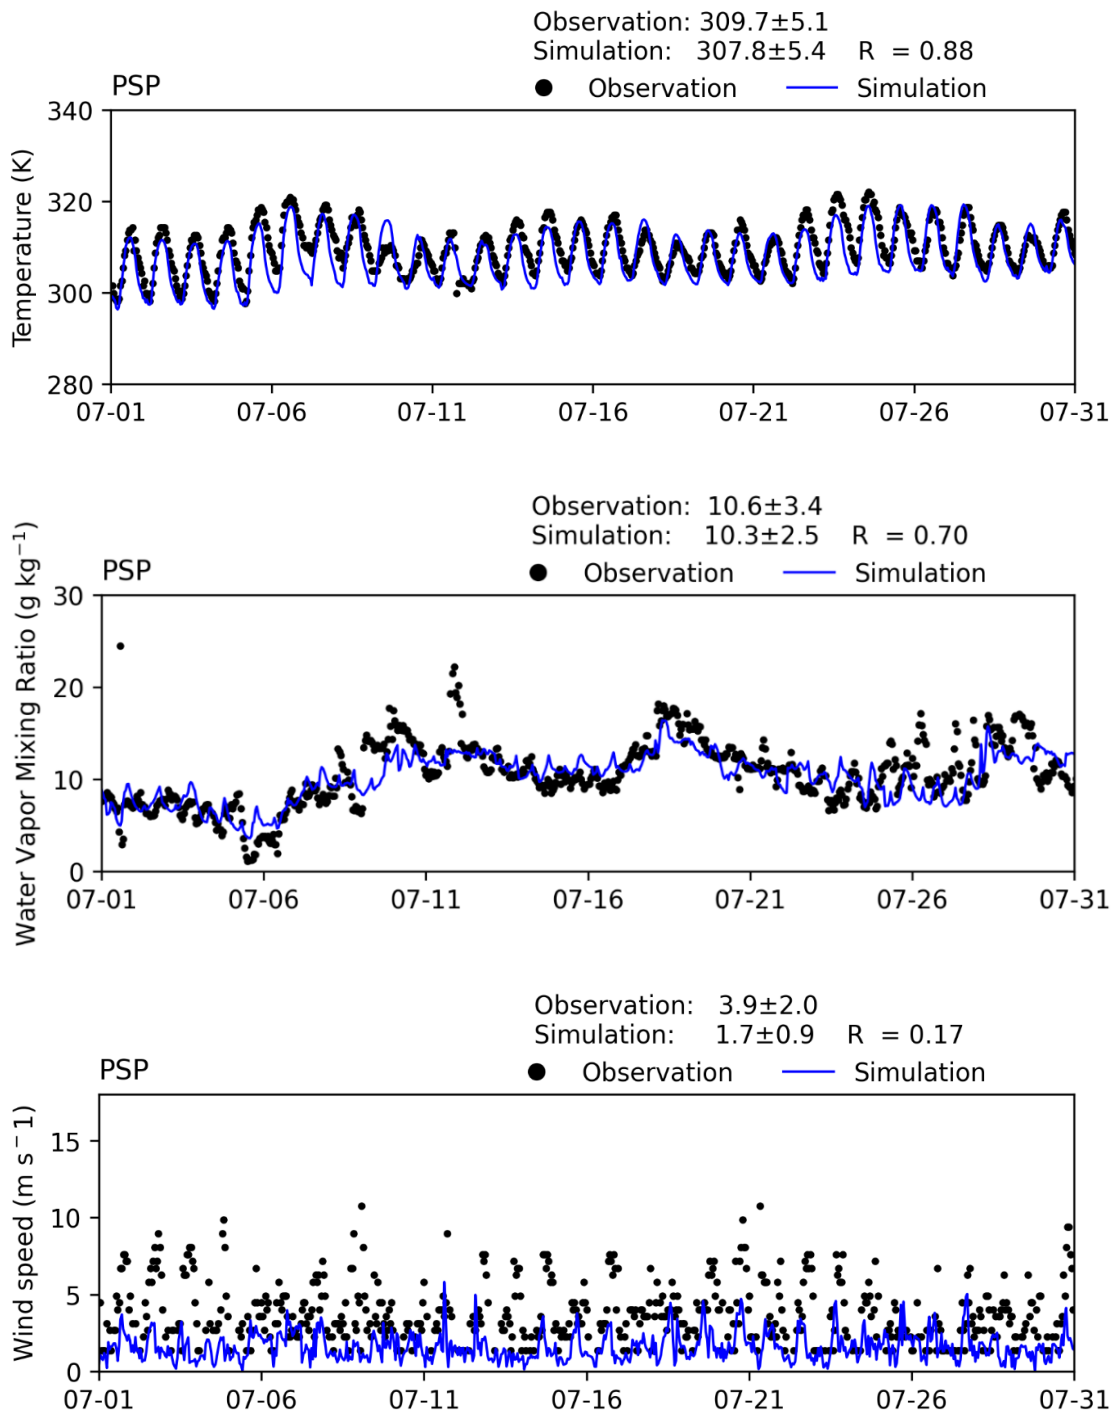 Observation: 309.7±5.1
Simulation: 307.8±5.4 R = 0.88
PSP
Observation Simulation
Temperature (K)
340
320
300
280
07-01 07-06 07-11 07-16 07-21 07-26 07-31
Observation: 10.6±3.4
Simulation: 10.3±2.5 R = 0.70
PSP
Observation Simulation
Water Vapor Mixing Ratio (g kg⁻¹)
30
20
10
0
07-01 07-06 07-11 07-16 07-21 07-26 07-31
Observation: 3.9±2.0
Simulation: 1.7±0.9 R = 0.17
PSP
Observation Simulation
Wind speed (m s⁻1)
15
10
5
0
07-01 07-06 07-11 07-16 07-21 07-26 07-31